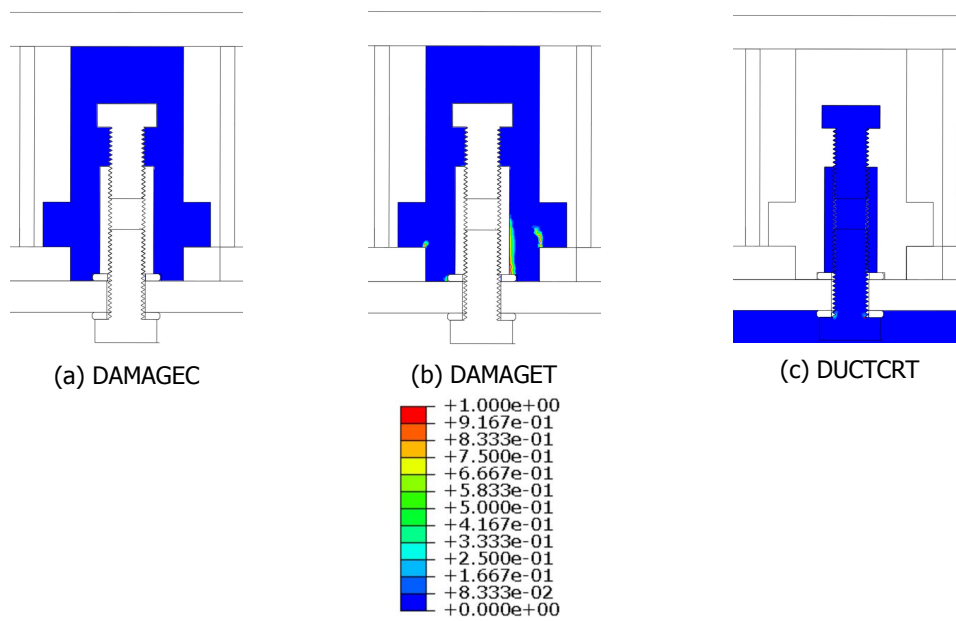 (a) DAMAGEC
(b) DAMAGET
(c) DUCTCRT
+1.000e+00
+9.167e-01
+8.333e-01
+7.500e-01
+6.667e-01
+5.833e-01
+5.000e-01
+4.167e-01
+3.333e-01
+2.500e-01
+1.667e-01
+8.333e-02
+0.000e+00